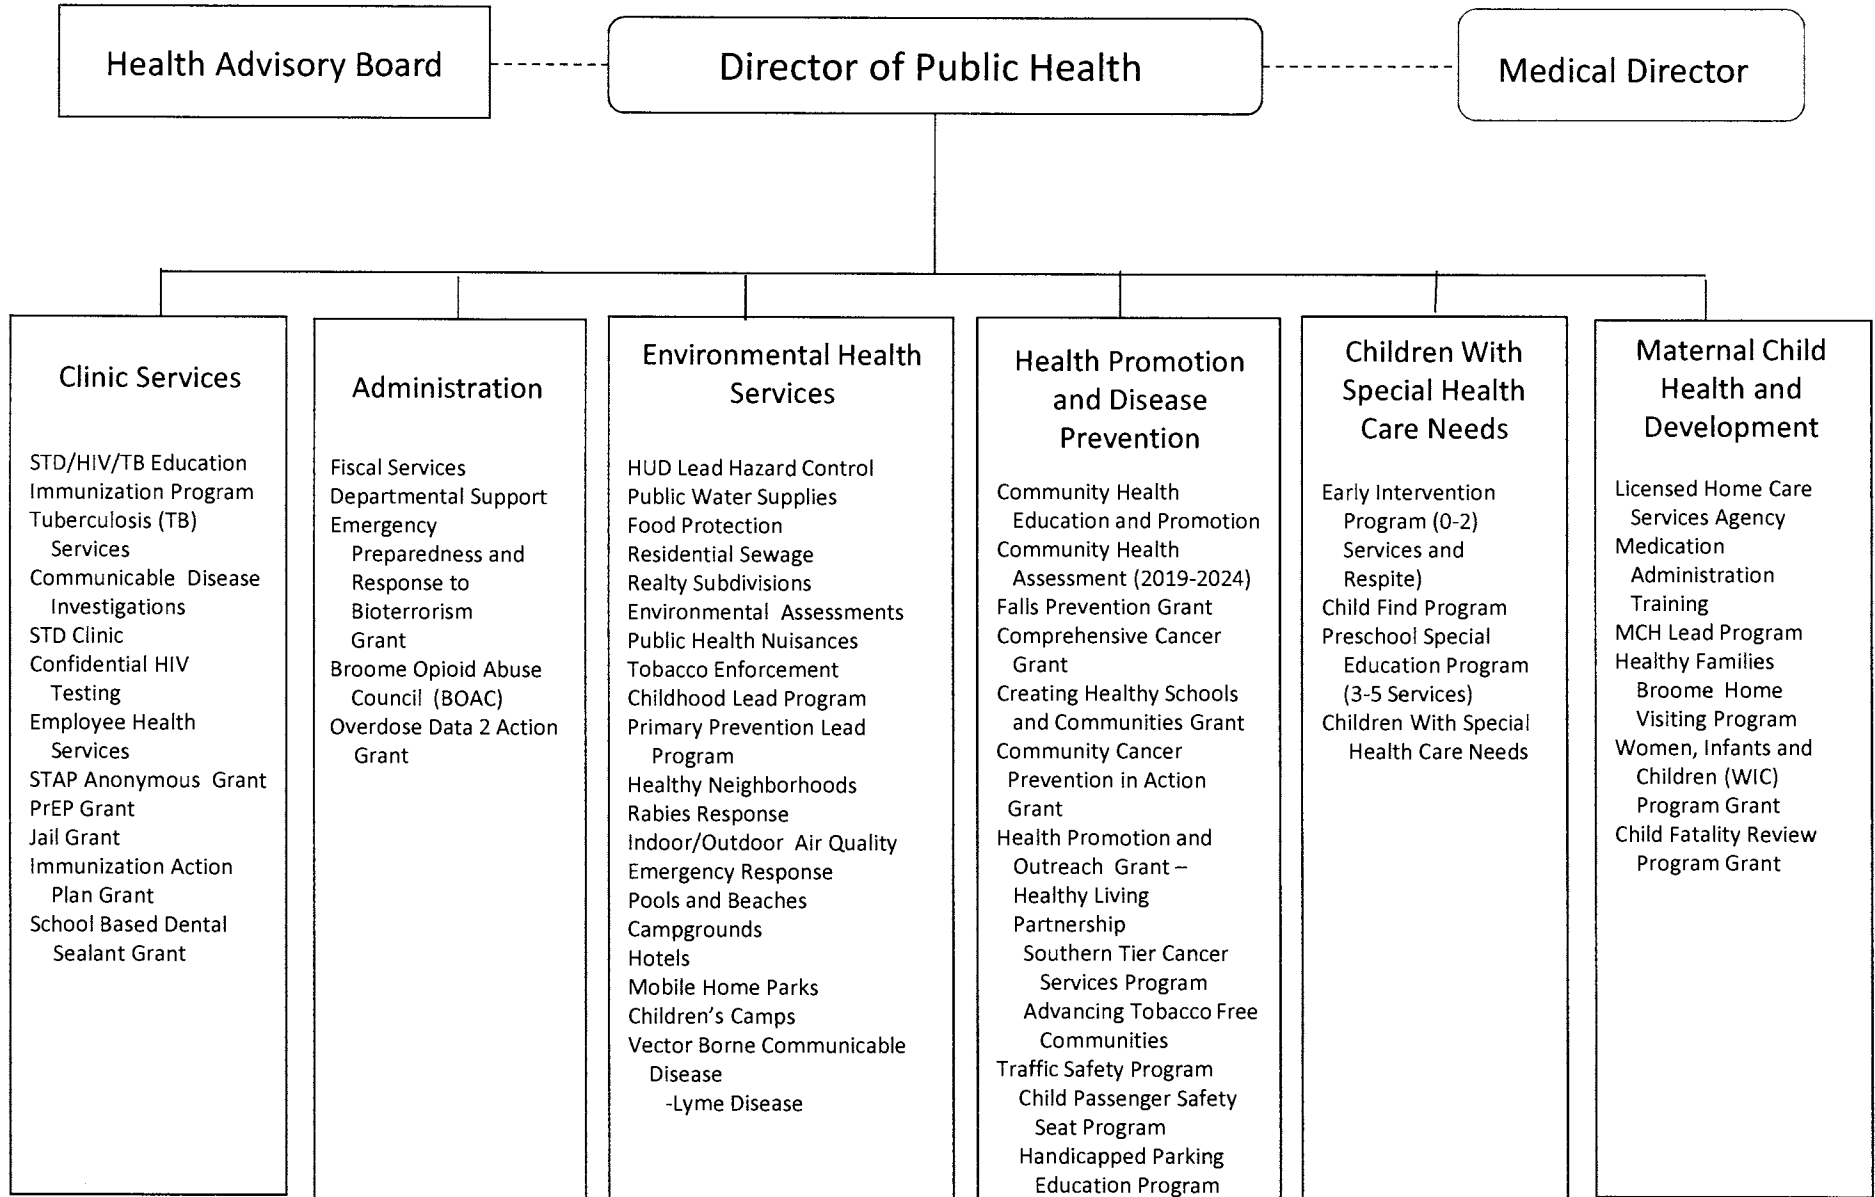 Health Advisory Board
Director of Public Health
Medical Director
Clinic Services
STD/HIV/TB Education
Immunization Program
Tuberculosis (TB)
Services
Communicable Disease
Investigations
STD Clinic
Confidential HIV
Testing
Employee Health
Services
STAP Anonymous Grant
PrEP Grant
Jail Grant
Immunization Action
Plan Grant
School Based Dental
Sealant Grant
Administration
Fiscal Services
Departmental Support
Emergency
Preparedness and
Response to
Bioterrorism
Grant
Broome Opioid Abuse
Council (BOAC)
Overdose Data 2 Action
Grant
Environmental Health
Services
HUD Lead Hazard Control
Public Water Supplies
Food Protection
Residential Sewage
Realty Subdivisions
Environmental Assessments
Public Health Nuisances
Tobacco Enforcement
Childhood Lead Program
Primary Prevention Lead
Program
Healthy Neighborhoods
Rabies Response
Indoor/Outdoor Air Quality
Emergency Response
Pools and Beaches
Campgrounds
Hotels
Mobile Home Parks
Children's Camps
Vector Borne Communicable
Disease
-Lyme Disease
Health Promotion
and Disease
Prevention
Community Health
Education and Promotion
Community Health
Assessment (2019-2024)
Falls Prevention Grant
Comprehensive Cancer
Grant
Creating Healthy Schools
and Communities Grant
Community Cancer
Prevention in Action
Grant
Health Promotion and
Outreach Grant –
Healthy Living
Partnership
Southern Tier Cancer
Services Program
Advancing Tobacco Free
Communities
Traffic Safety Program
Child Passenger Safety
Seat Program
Handicapped Parking
Education Program
Children With
Special Health
Care Needs
Early Intervention
Program (0-2)
Services and
Respite)
Child Find Program
Preschool Special
Education Program
(3-5 Services)
Children With Special
Health Care Needs
Maternal Child
Health and
Development
Licensed Home Care
Services Agency
Medication
Administration
Training
MCH Lead Program
Healthy Families
Broome Home
Visiting Program
Women, Infants and
Children (WIC)
Program Grant
Child Fatality Review
Program Grant